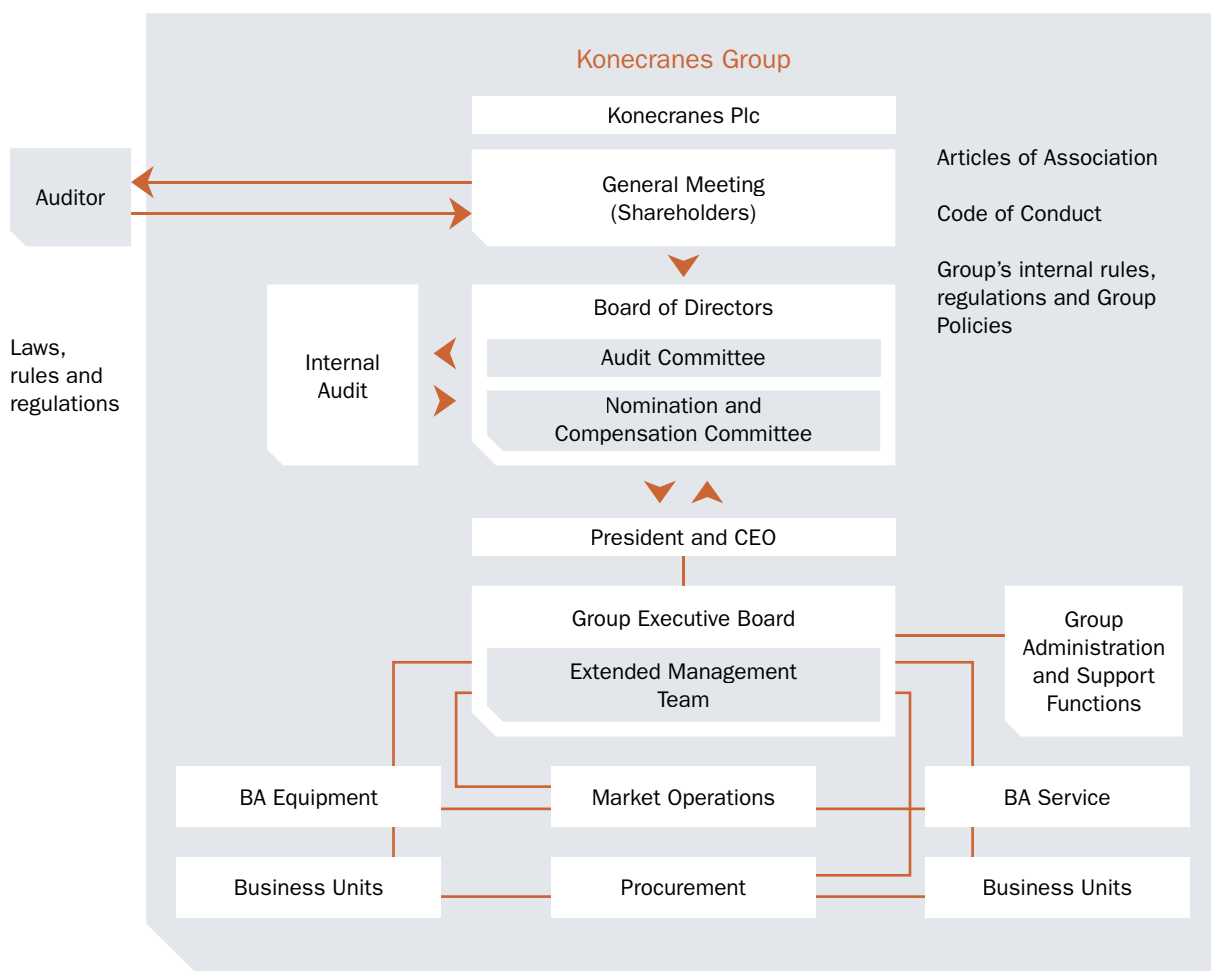 Konecranes Group
Konecranes Plc
Auditor
General Meeting
(Shareholders)
Articles of Association
Code of Conduct
Group’s internal rules,
regulations and Group
Policies
Laws,
rules and
regulations
Internal
Audit
Board of Directors
Audit Committee
Nomination and
Compensation Committee
President and CEO
Group Executive Board
Extended Management
Team
Group
Administration
and Support
Functions
BA Equipment
Market Operations
BA Service
Business Units
Procurement
Business Units